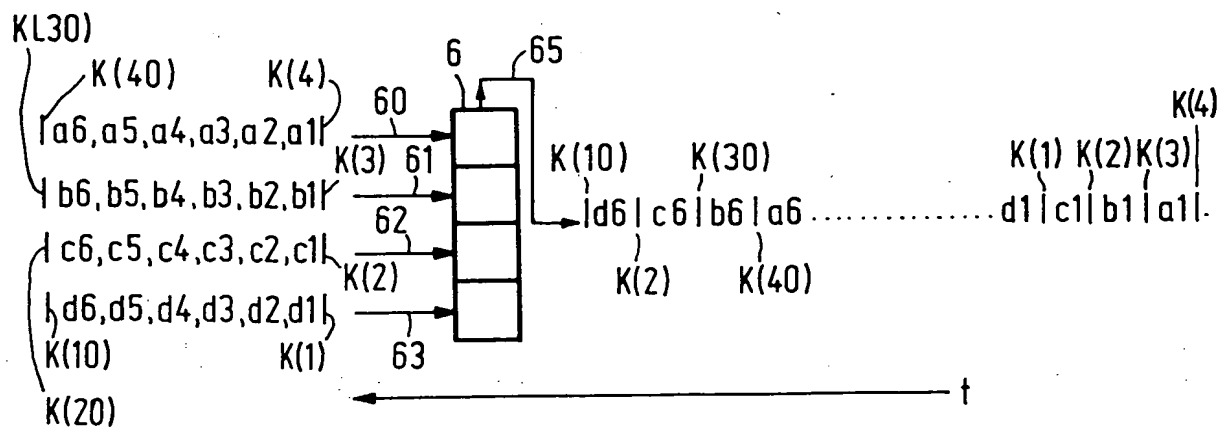 KL30)
K(40)
K(4)
6
65
60
a6, a5, a4, a3, a2, a1
K(3)
61
b6, b5, b4, b3, b2, b1
62
c6, c5, c4, c3, c2, c1
K(2)
d6, d5, d4, d3, d2, d1
63
K(10)
K(1)
K(20)
K(10)
K(30)
K(1) K(2) K(3)
K(4)
|d6|c6|b6|a6 .............. d1|c1|b1|a1|.
K(2)
K(40)
t